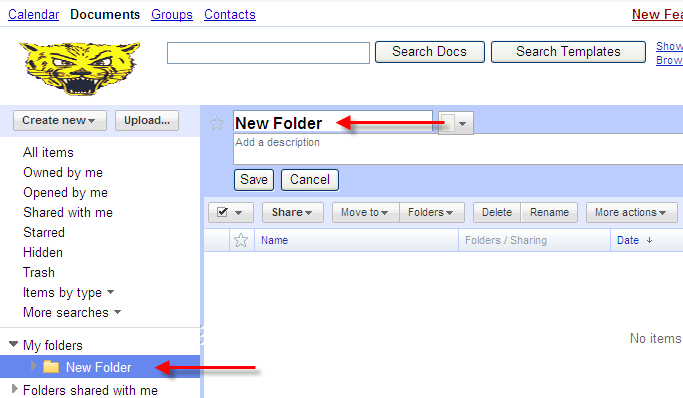 Calendar Documents Groups Contacts New Fea
Search Docs Search Templates Show
Brow
Create new Upload...
New Folder
Add a description
Save Cancel
All items
Owned by me
Opened by me
Shared with me
Starred
Hidden
Trash
Items by type
More searches
Share Move to Folders Delete Rename More actions
Name Folders / Sharing Date
No items
My folders
New Folder
Folders shared with me